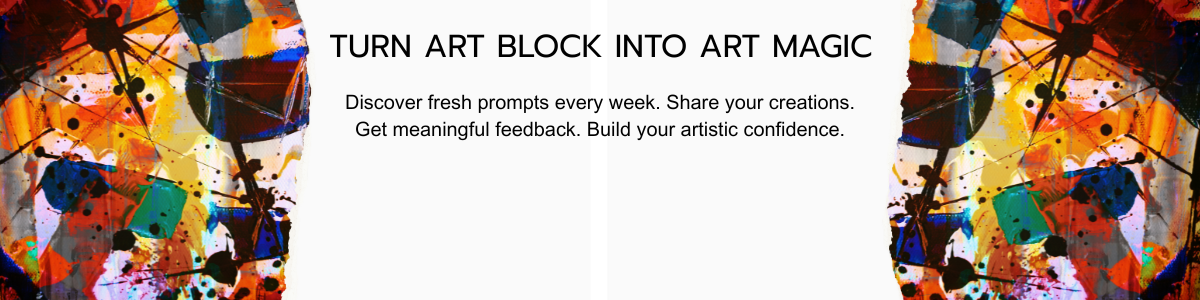 TURN ART BLOCK INTO ART MAGIC
Discover fresh prompts every week. Share your creations.
Get meaningful feedback. Build your artistic confidence.